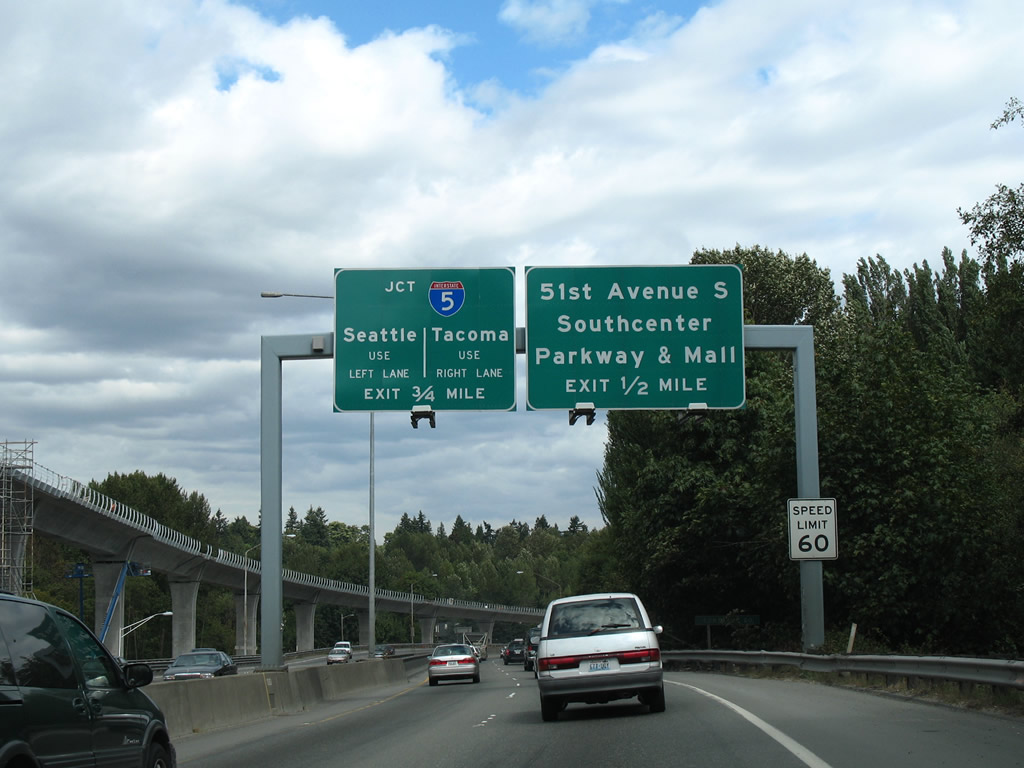 JCT
INTERSTATE
5
Seattle
USE
LEFT LANE
Tacoma
USE
RIGHT LANE
EXIT 3/4 MILE
51st Avenue S
Southcenter
Parkway & Mall
EXIT 1/2 MILE
SPEED
LIMIT
60